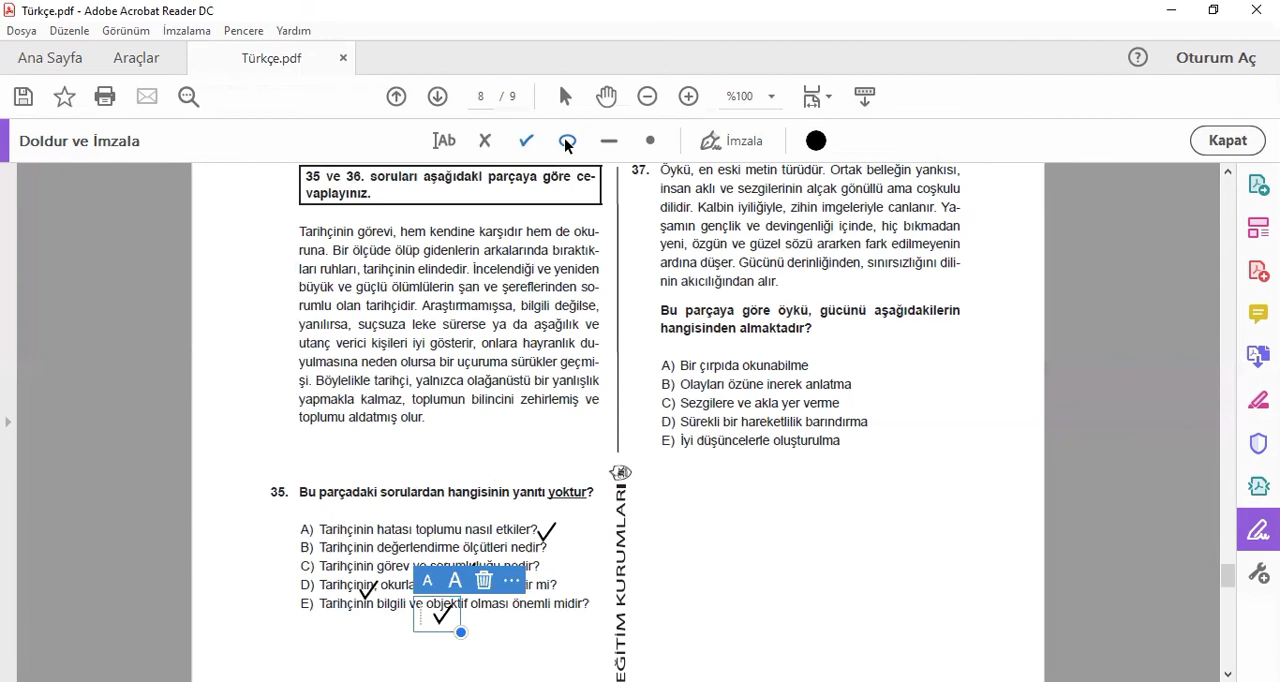 Türkçe.pdf - Adobe Acrobat Reader DC
Dosya Düzenle Görünüm İmzalama Pencere Yardım
Ana Sayfa Araçlar Türkçe.pdf × ? Oturum Aç
8 / 9 %100
Doldur ve İmzala Ab İmzala Kapat
35 ve 36. soruları aşağıdaki parçaya göre ce-
vaplayınız.
Tarihçinin görevi, hem kendine karşıdır hem de oku-
runa. Bir ölçüde ölüp gidenlerin arkalarında bıraktık-
ları ruhları, tarihçinin elindedir. İncelendiği ve yeniden
büyük ve güçlü ölümlülerin şan ve şereflerinden so-
rumlu olan tarihçidir. Araştırmamışsa, bilgili değilse,
yanılırsa, suçsuza leke sürerse ya da aşağılık ve
utanç verici kişileri iyi gösterir, onlara hayranlık du-
yulmasına neden olursa bir uçuruma sürükler geçmi-
şi. Böylelikle tarihçi, yalnızca olağanüstü bir yanlışlık
yapmakla kalmaz, toplumun bilincini zehirlemiş ve
toplumu aldatmış olur.
35. Bu parçadaki sorulardan hangisinin yanıtı yoktur?
A) Tarihçinin hatası toplumu nasıl etkiler?
B) Tarihçinin değerlendirme ölçütleri nedir?
C) Tarihçinin görev ve sorumluluğu nedir?
D) Tarihçinin, mi?
E) Tarihçinin bilgili ve objektif olması önemli midir?
A A
EĞİTİM KURUMLARI
37. Öykü, en eski metin türüdür. Ortak belleğin yankısı,
insan aklı ve sezgilerinin alçak gönüllü ama coşkulu
dilidir. Kalbin iyiliğiyle, zihin imgeleriyle canlanır. Ya-
şamın gençlik ve devingenliği içinde, hiç bıkmadan
yeni, özgün ve güzel sözü ararken fark edilmeyenin
ardına düşer. Gücünü derinliğinden, sınırsızlığını dili-
nin akıcılığından alır.
Bu parçaya göre öykü, gücünü aşağıdakilerin
hangisinden almaktadır?
A) Bir çırpıda okunabilme
B) Olayları özüne inerek anlatma
C) Sezgilere ve akla yer verme
D) Sürekli bir hareketlilik barındırma
E) İyi düşüncelerle oluşturulma